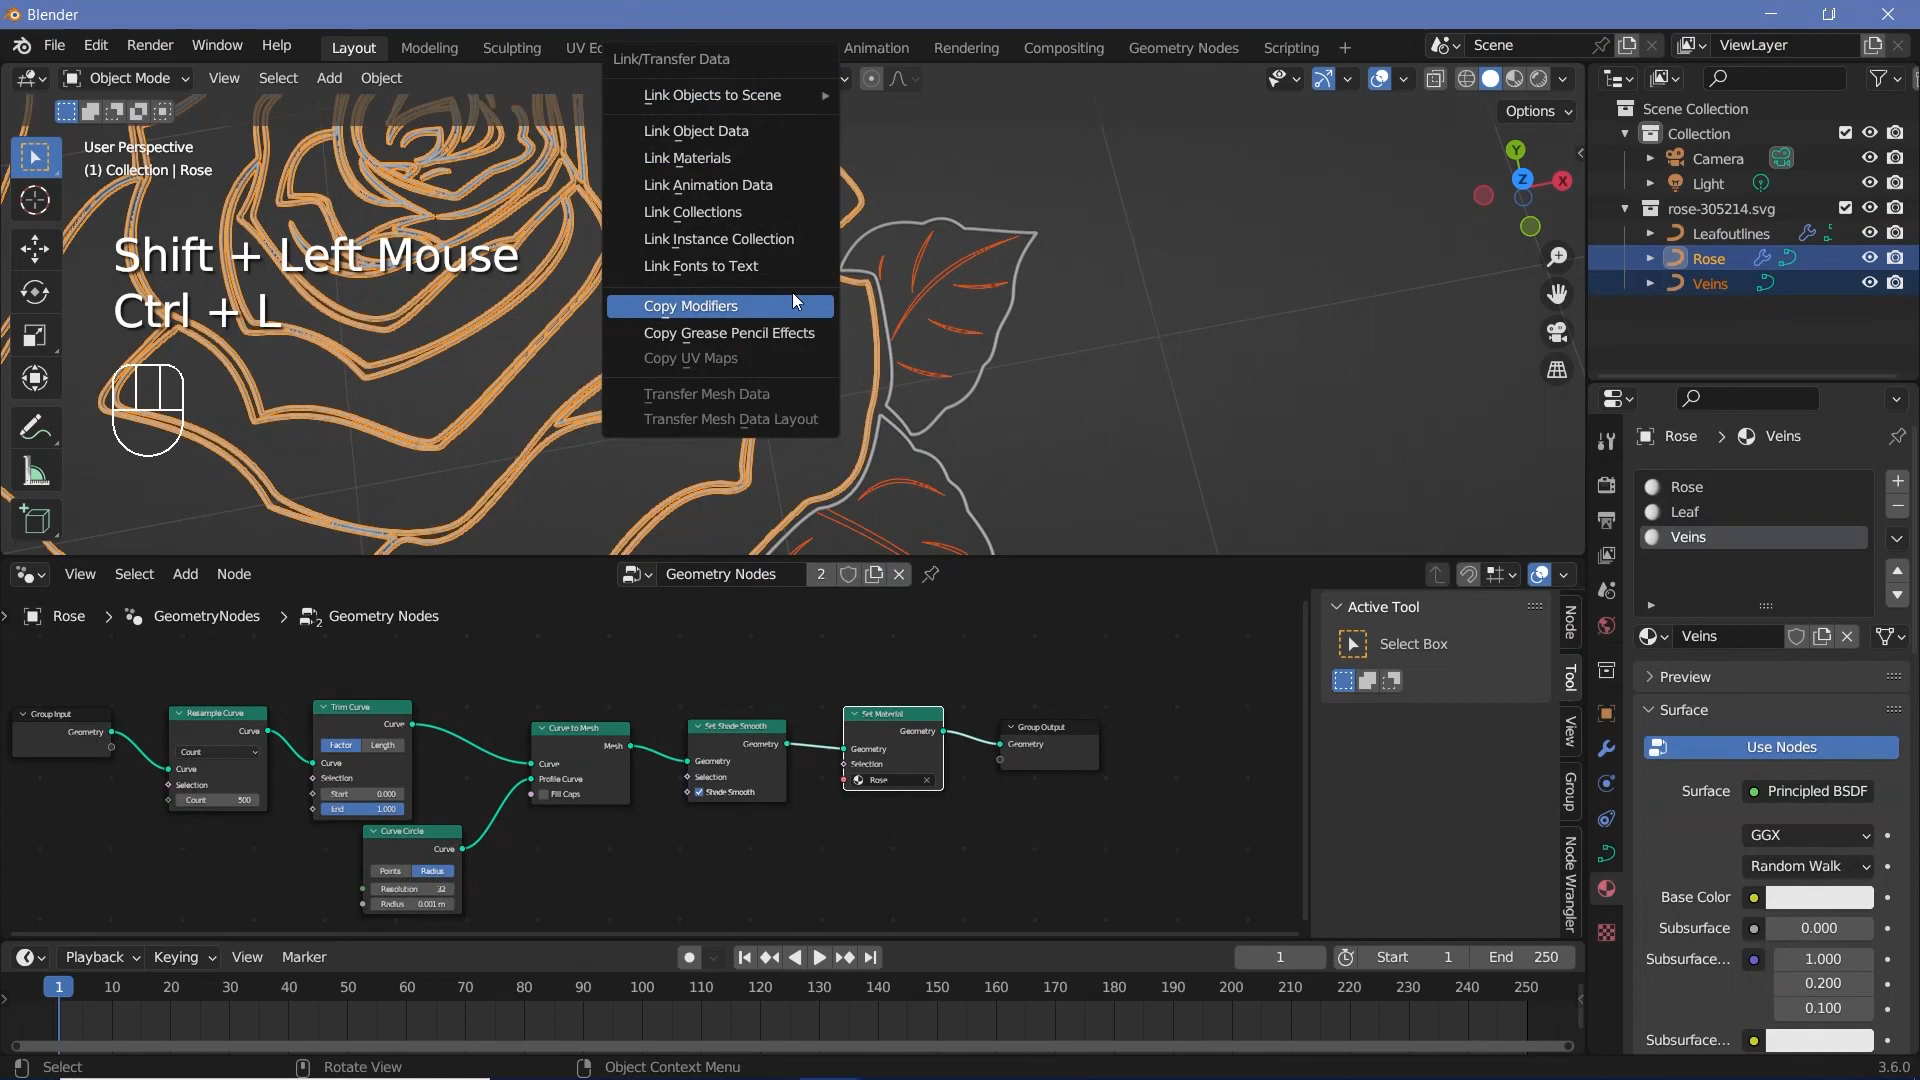 Blender
File Edit Render Window Help
Layout Modeling Sculpting UV Ed Animation Rendering Compositing Geometry Nodes Scripting
Scene
ViewLayer
Object Mode View Select Add Object
Options
User Perspective
(1) Collection | Rose
Shift + Left Mouse
Ctrl + L
Link/Transfer Data
Link Objects to Scene
Link Object Data
Link Materials
Link Animation Data
Link Collections
Link Instance Collection
Link Fonts to Text
Copy Modifiers
Copy Grease Pencil Effects
Copy UV Maps
Transfer Mesh Data
Transfer Mesh Data Layout
Y
Z
X
Scene Collection
Collection
Camera
Light
rose-305214.svg
Leafoutlines
Rose
Veins
Rose > Veins
Rose
Leaf
Veins
Veins
Preview
Surface
Use Nodes
Surface Principled BSDF
GGX
Random Walk
Base Color
Subsurface 0.000
Subsurface... 1.000
0.200
0.100
Subsurface...
View Select Add Node
Geometry Nodes 2
Rose > GeometryNodes > Geometry Nodes
2
Group Input
Geometry
Resample Curve
Curve
Count
Curve
Selection
Count 500
Trim Curve
Curve
Factor Length
Curve
Selection
Start 0.000
End 1.000
Curve Circle
Curve
Points Radius
Resolution 32
Radius 0.001 m
Curve to Mesh
Mesh
Curve
Profile Curve
Fill Caps
Set Shade Smooth
Geometry
Geometry
Selection
Shade Smooth
Set Material
Geometry
Geometry
Selection
Rose
Group Output
Geometry
Active Tool
Select Box
Node
Tool
View
Group
Node Wrangler
Playback Keying View Marker
1
Start 1
End 250
1 10 20 30 40 50 60 70 80 90 100 110 120 130 140 150 160 170 180 190 200 210 220 230 240 250
Select
Rotate View
Object Context Menu
3.6.0